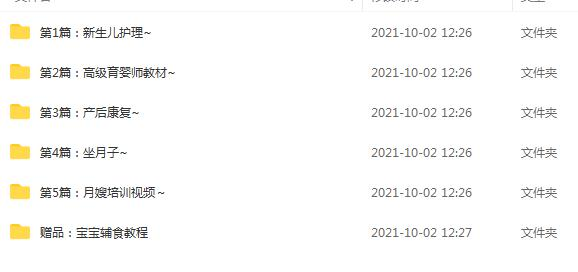 第1篇：新生儿护理~ 2021-10-02 12:26 文件夹
第2篇：高级育婴师教材~ 2021-10-02 12:26 文件夹
第3篇：产后康复~ 2021-10-02 12:26 文件夹
第4篇：坐月子~ 2021-10-02 12:26 文件夹
第5篇：月嫂培训视频~ 2021-10-02 12:26 文件夹
赠品：宝宝辅食教程 2021-10-02 12:27 文件夹